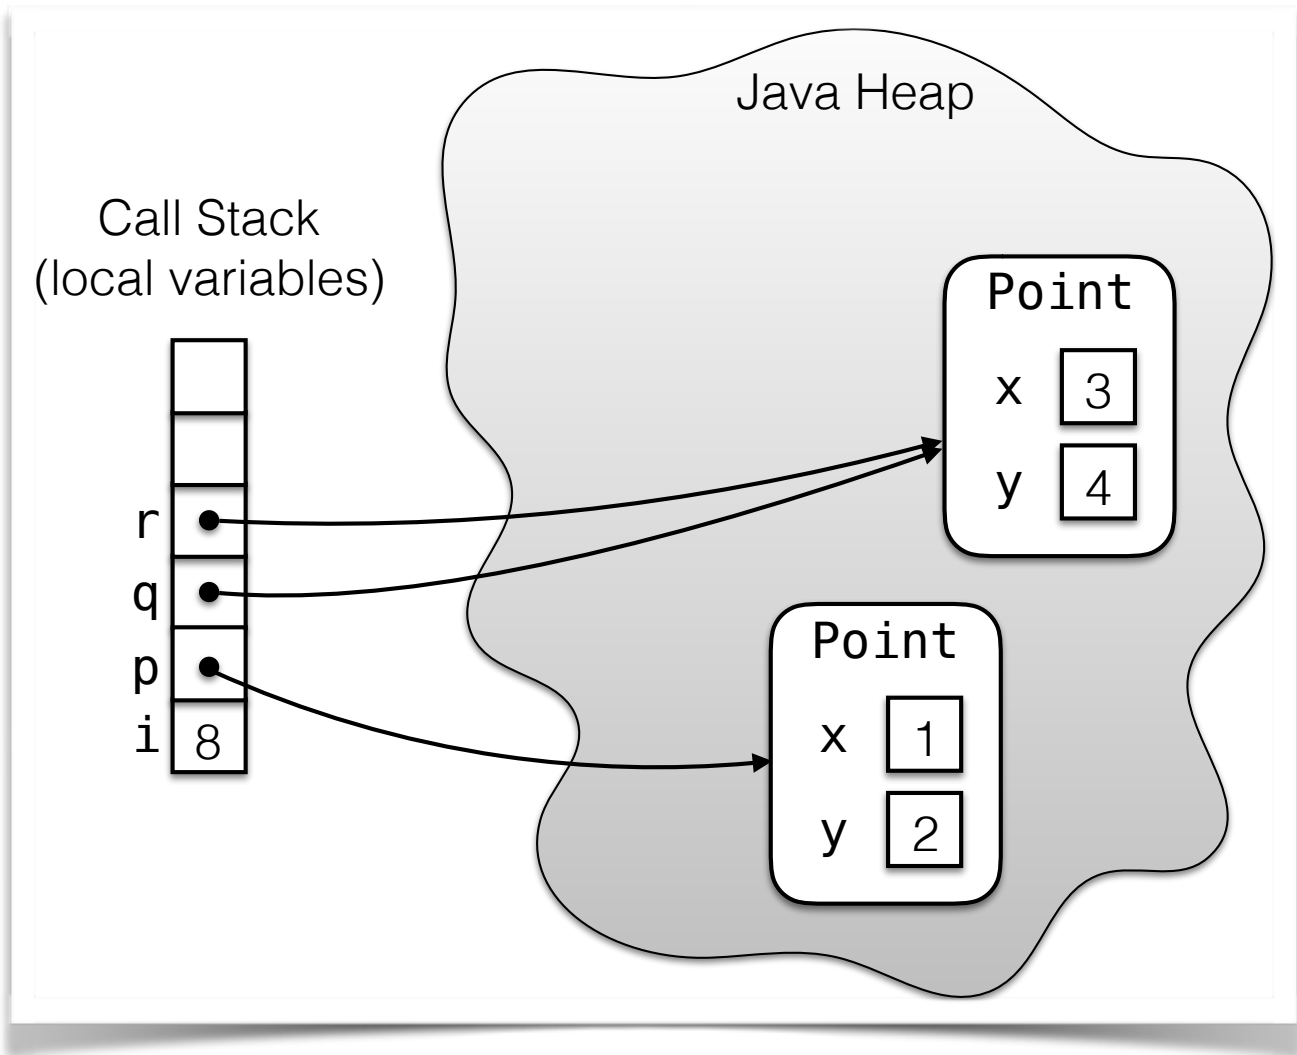 Java Heap
Call Stack
(local variables)
Point
x 3
y 4
r
q
p
i 8
Point
x 1
y 2